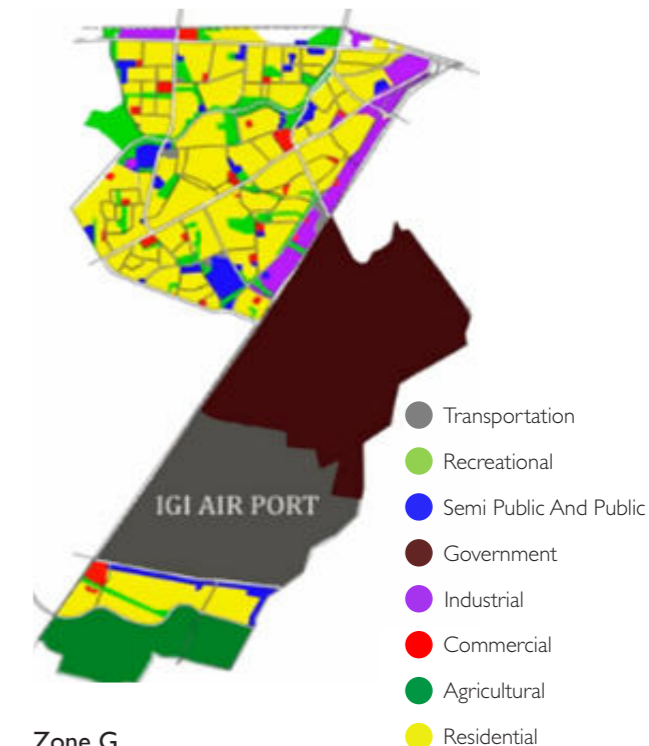 IGI AIR PORT
Transportation
Recreational
Semi Public And Public
Government
Industrial
Commercial
Agricultural
Residential
Zone G